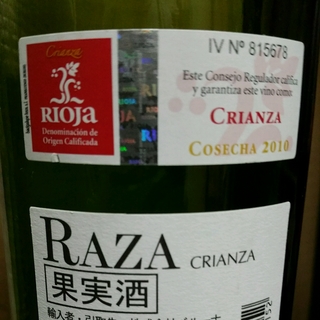 Crianza
RIOJA
Denominación de
Origen Calificada
IV Nº 815678
Este Consejo Regulador califica
y garantiza este vino como
CRIANZA
COSECHA 2010
RAZA CRIANZA
果実酒